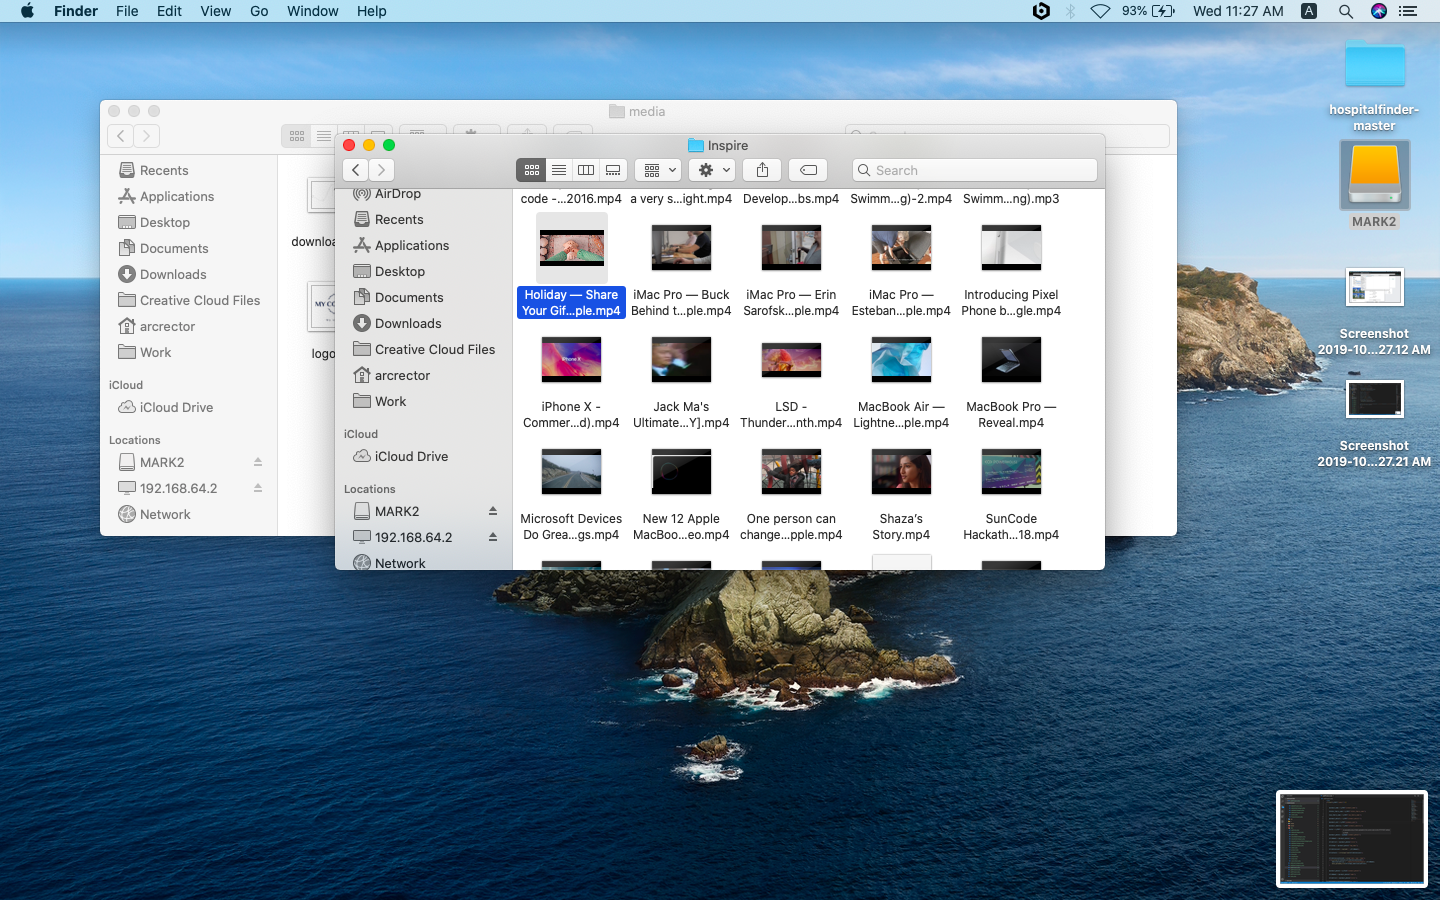 Finder File Edit View Go Window Help
93% Wed 11:27 AM A
hospitalfinder-
master
MARK2
Screenshot
2019-10...27.12 AM
Screenshot
2019-10...27.21 AM
media
Recents
Applications
Desktop
Documents
Downloads
Creative Cloud Files
arcrector
Work
iCloud
iCloud Drive
Locations
MARK2
192.168.64.2
Network
Inspire
Search
AirDrop
Recents
Applications
Desktop
Documents
Downloads
Creative Cloud Files
arcrector
Work
iCloud
iCloud Drive
Locations
MARK2
192.168.64.2
Network
code -...2016.mp4 a very s...ight.mp4 Develop...bs.mp4 Swimm...g)-2.mp4 Swimm...ng).mp3
Holiday — Share
Your Gif...ple.mp4
iMac Pro — Buck
Behind t...ple.mp4
iMac Pro — Erin
Sarofsk...ple.mp4
iMac Pro —
Esteban...ple.mp4
Introducing Pixel
Phone b...gle.mp4
iPhone X
iPhone X -
Commer...d).mp4
Jack Ma's
Ultimate...Y].mp4
LSD -
Thunder...nth.mp4
MacBook Air —
Lightne...ple.mp4
MacBook Pro —
Reveal.mp4
Microsoft Devices
Do Grea...gs.mp4
New 12 Apple
MacBoo...eo.mp4
One person can
change...pple.mp4
Shaza's
Story.mp4
SunCode
Hackath...18.mp4